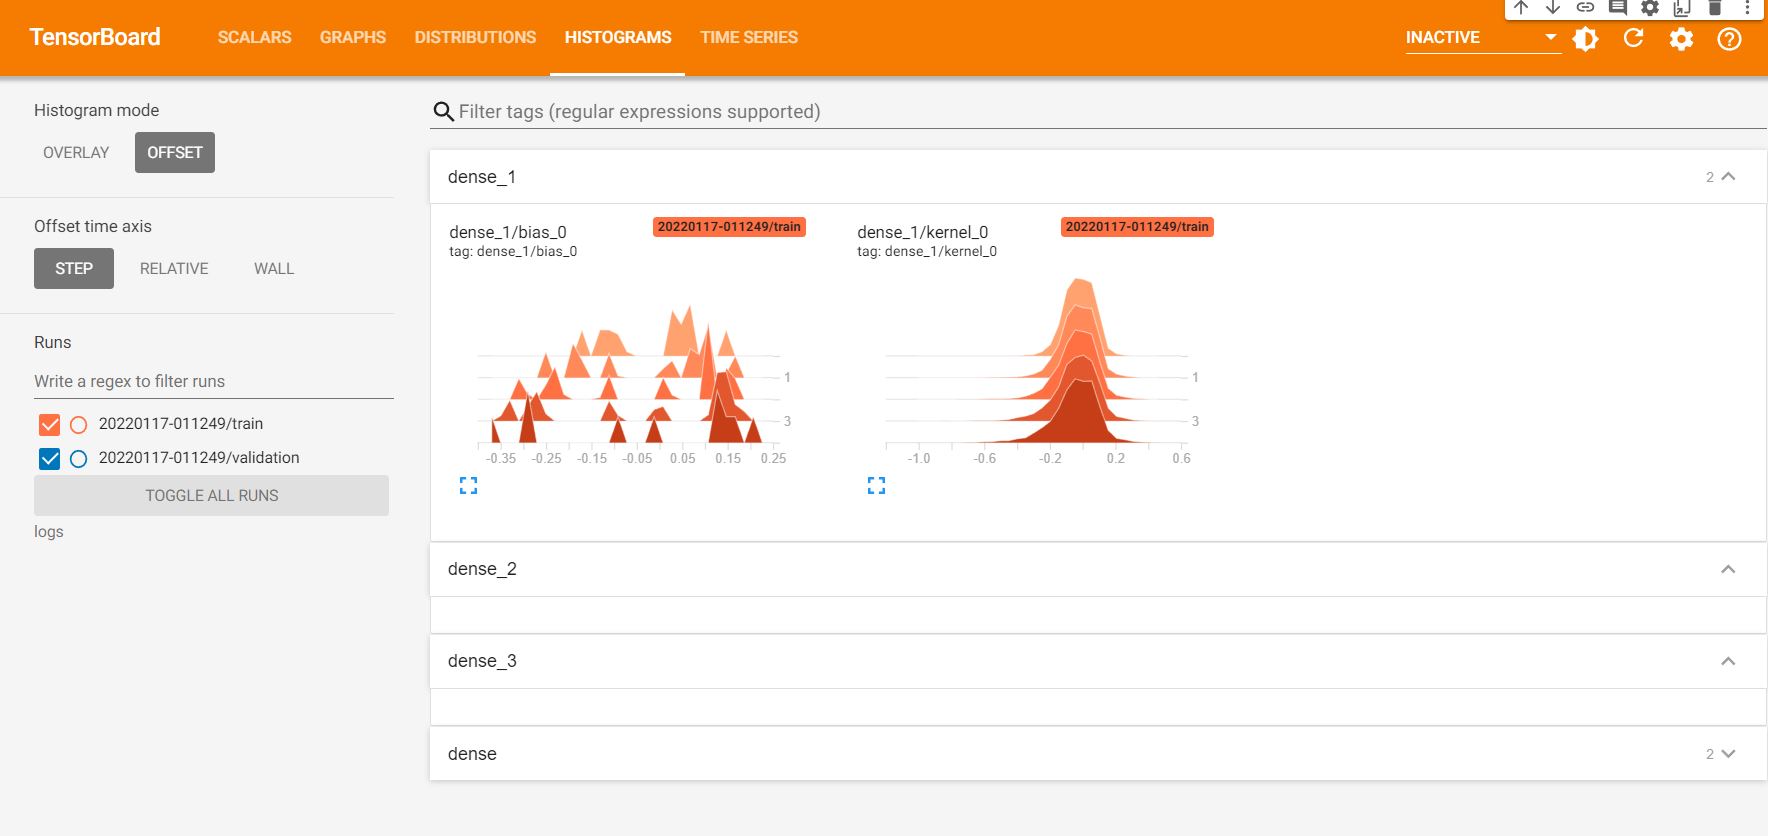 TensorBoard SCALARS GRAPHS DISTRIBUTIONS HISTOGRAMS TIME SERIES INACTIVE
Histogram mode
OVERLAY OFFSET
Offset time axis
STEP RELATIVE WALL
Runs
Write a regex to filter runs
20220117-011249/train
20220117-011249/validation
TOGGLE ALL RUNS
logs
Filter tags (regular expressions supported)
dense_1 2
dense_1/bias_0 20220117-011249/train
tag: dense_1/bias_0
1
3
-0.35 -0.25 -0.15 -0.05 0.05 0.15 0.25
dense_1/kernel_0 20220117-011249/train
tag: dense_1/kernel_0
1
3
-1.0 -0.6 -0.2 0.2 0.6
dense_2
dense_3
dense 2